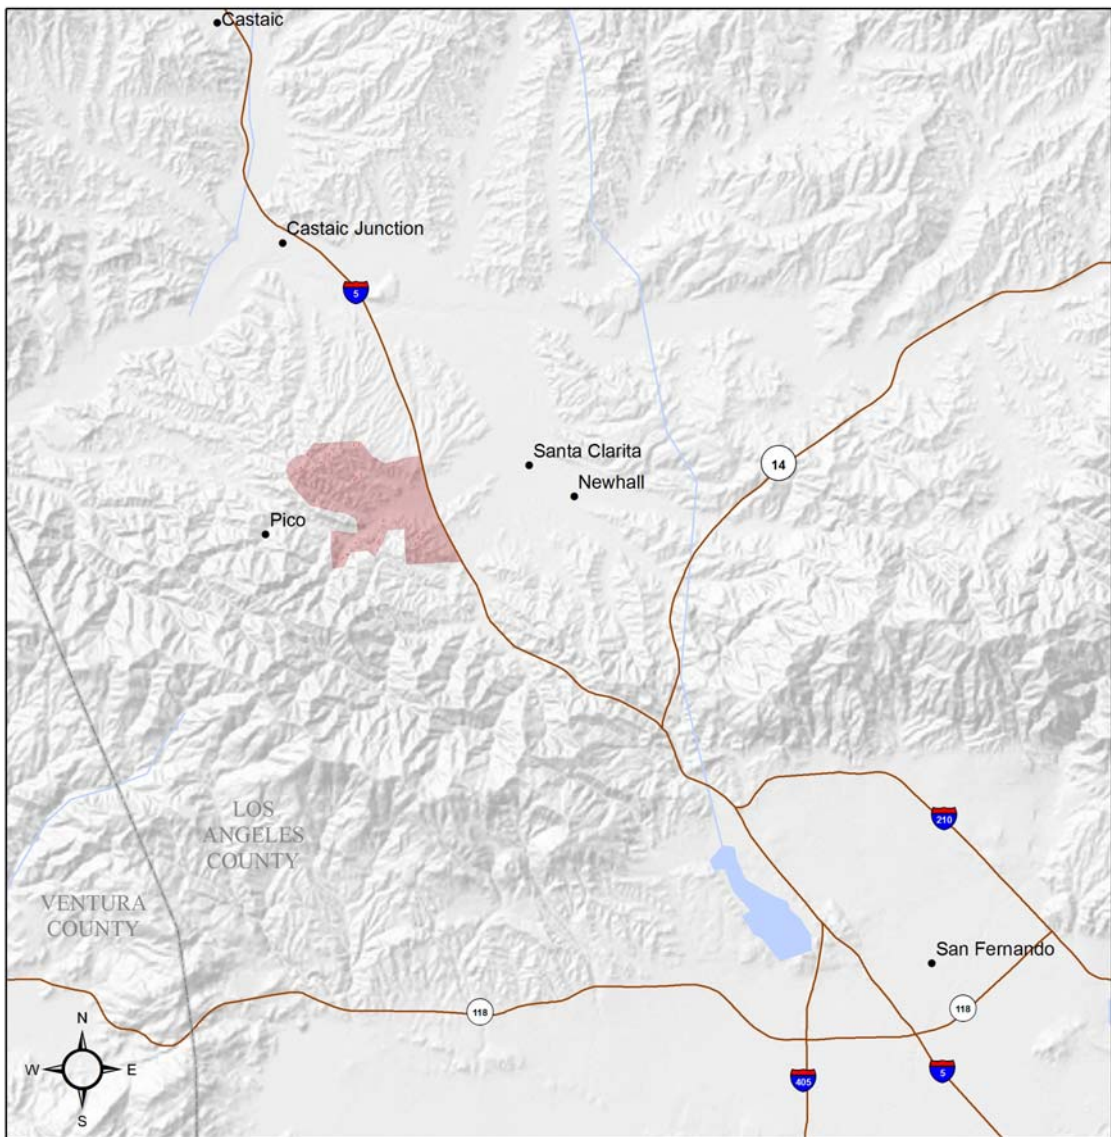 Castaic
Castaic Junction
5
Santa Clarita
14
Newhall
Pico
LOS
ANGELES
COUNTY
210
VENTURA
COUNTY
San Fernando
118
118
N
W
E
S
405
5